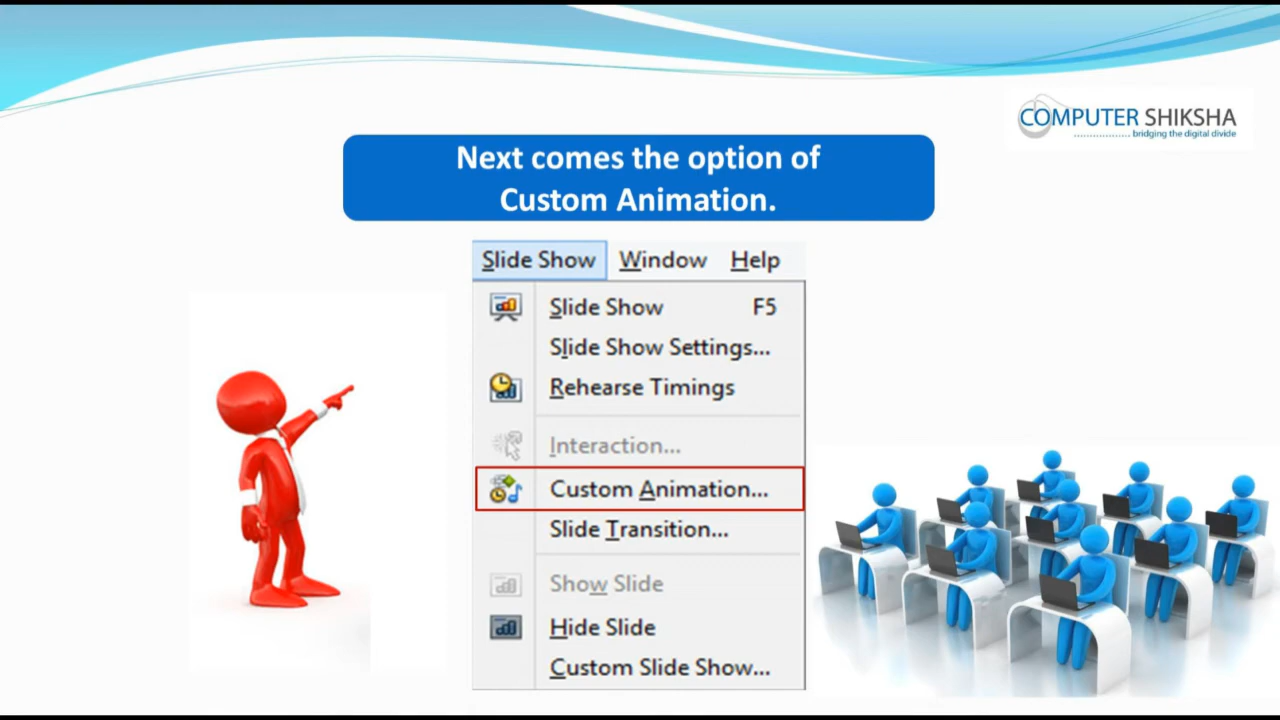 COMPUTER SHIKSHA
bridging the digital divide
Next comes the option of
Custom Animation.
Slide Show Window Help
Slide Show F5
Slide Show Settings...
Rehearse Timings
Interaction...
Custom Animation...
Slide Transition...
Show Slide
Hide Slide
Custom Slide Show...